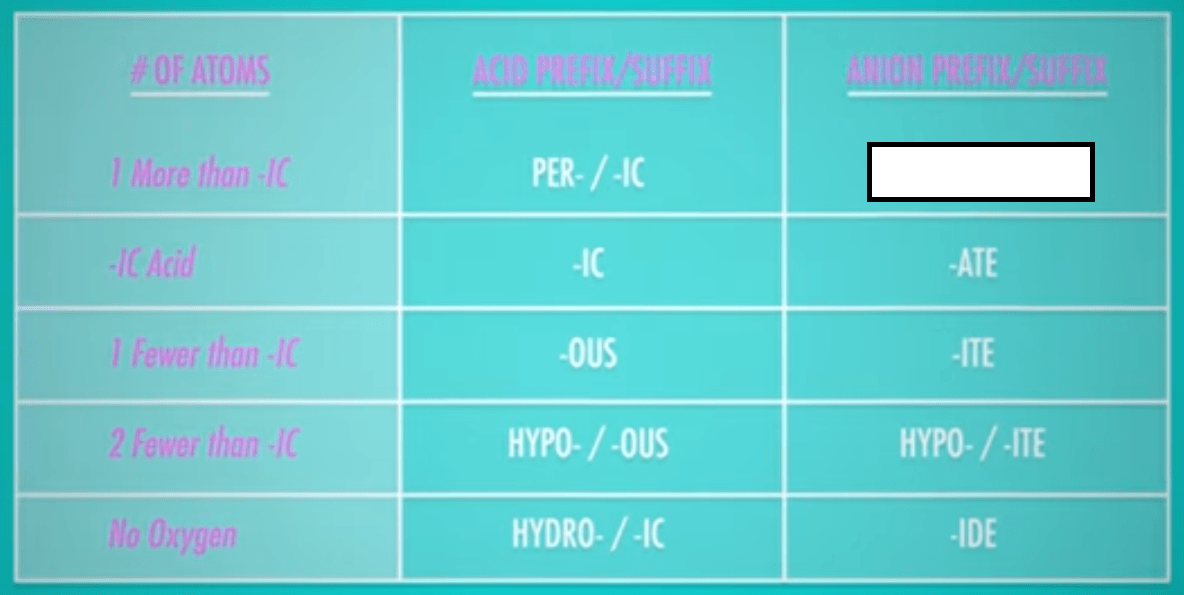 # OF ATOMS
ACID PREFIX/SUFFIX
ANION PREFIX/SUFFIX
1 More than -IC
PER- / -IC
-IC Acid
-IC
-ATE
1 Fewer than -IC
-OUS
-ITE
2 Fewer than -IC
HYPO- / -OUS
HYPO- / -ITE
No Oxygen
HYDRO- / -IC
-IDE